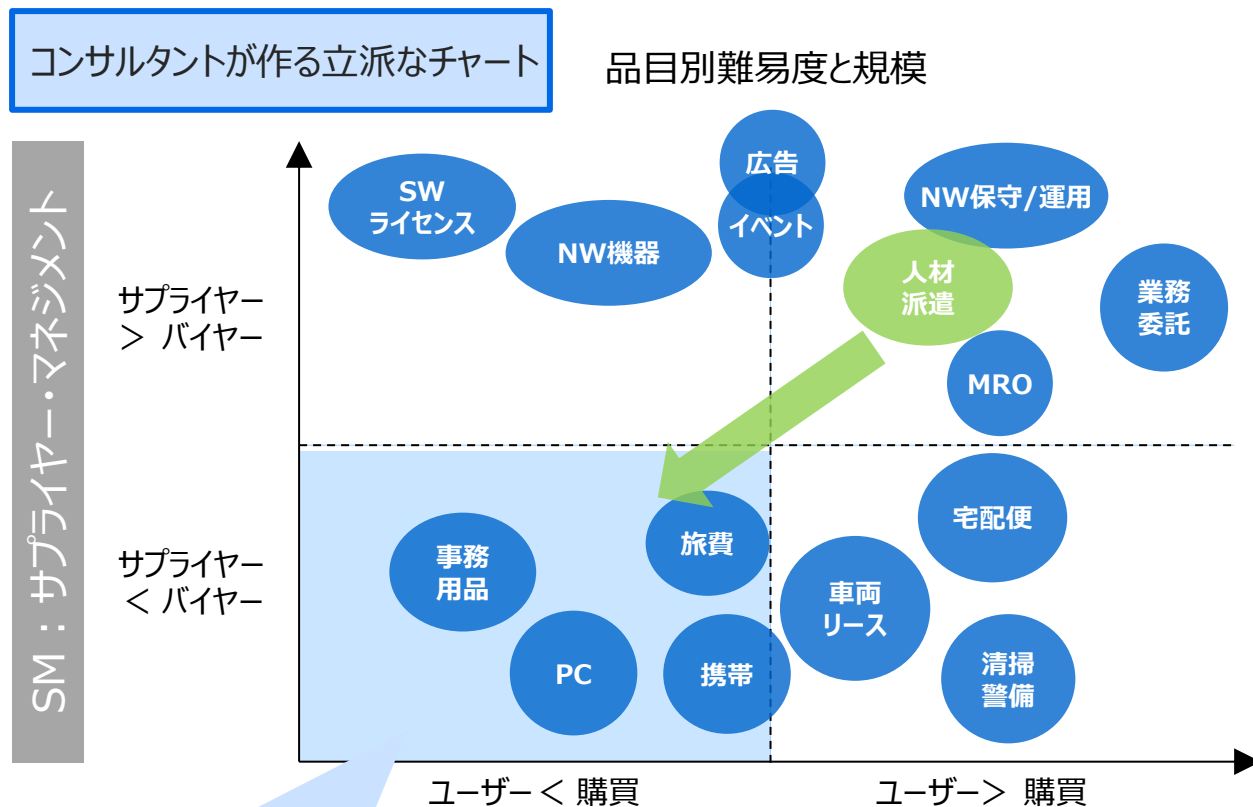 コンサルタントが作る立派なチャート
品目別難易度と規模
SM：サプライヤー・マネジメント
サプライヤー
＞ バイヤー
サプライヤー
＜ バイヤー
SW
ライセンス
NW機器
広告
イベント
NW保守/運用
人材
派遣
業務
委託
MRO
事務
用品
旅費
PC
携帯
車両
リース
宅配便
清掃
警備
ユーザー＜ 購買
ユーザー＞ 購買